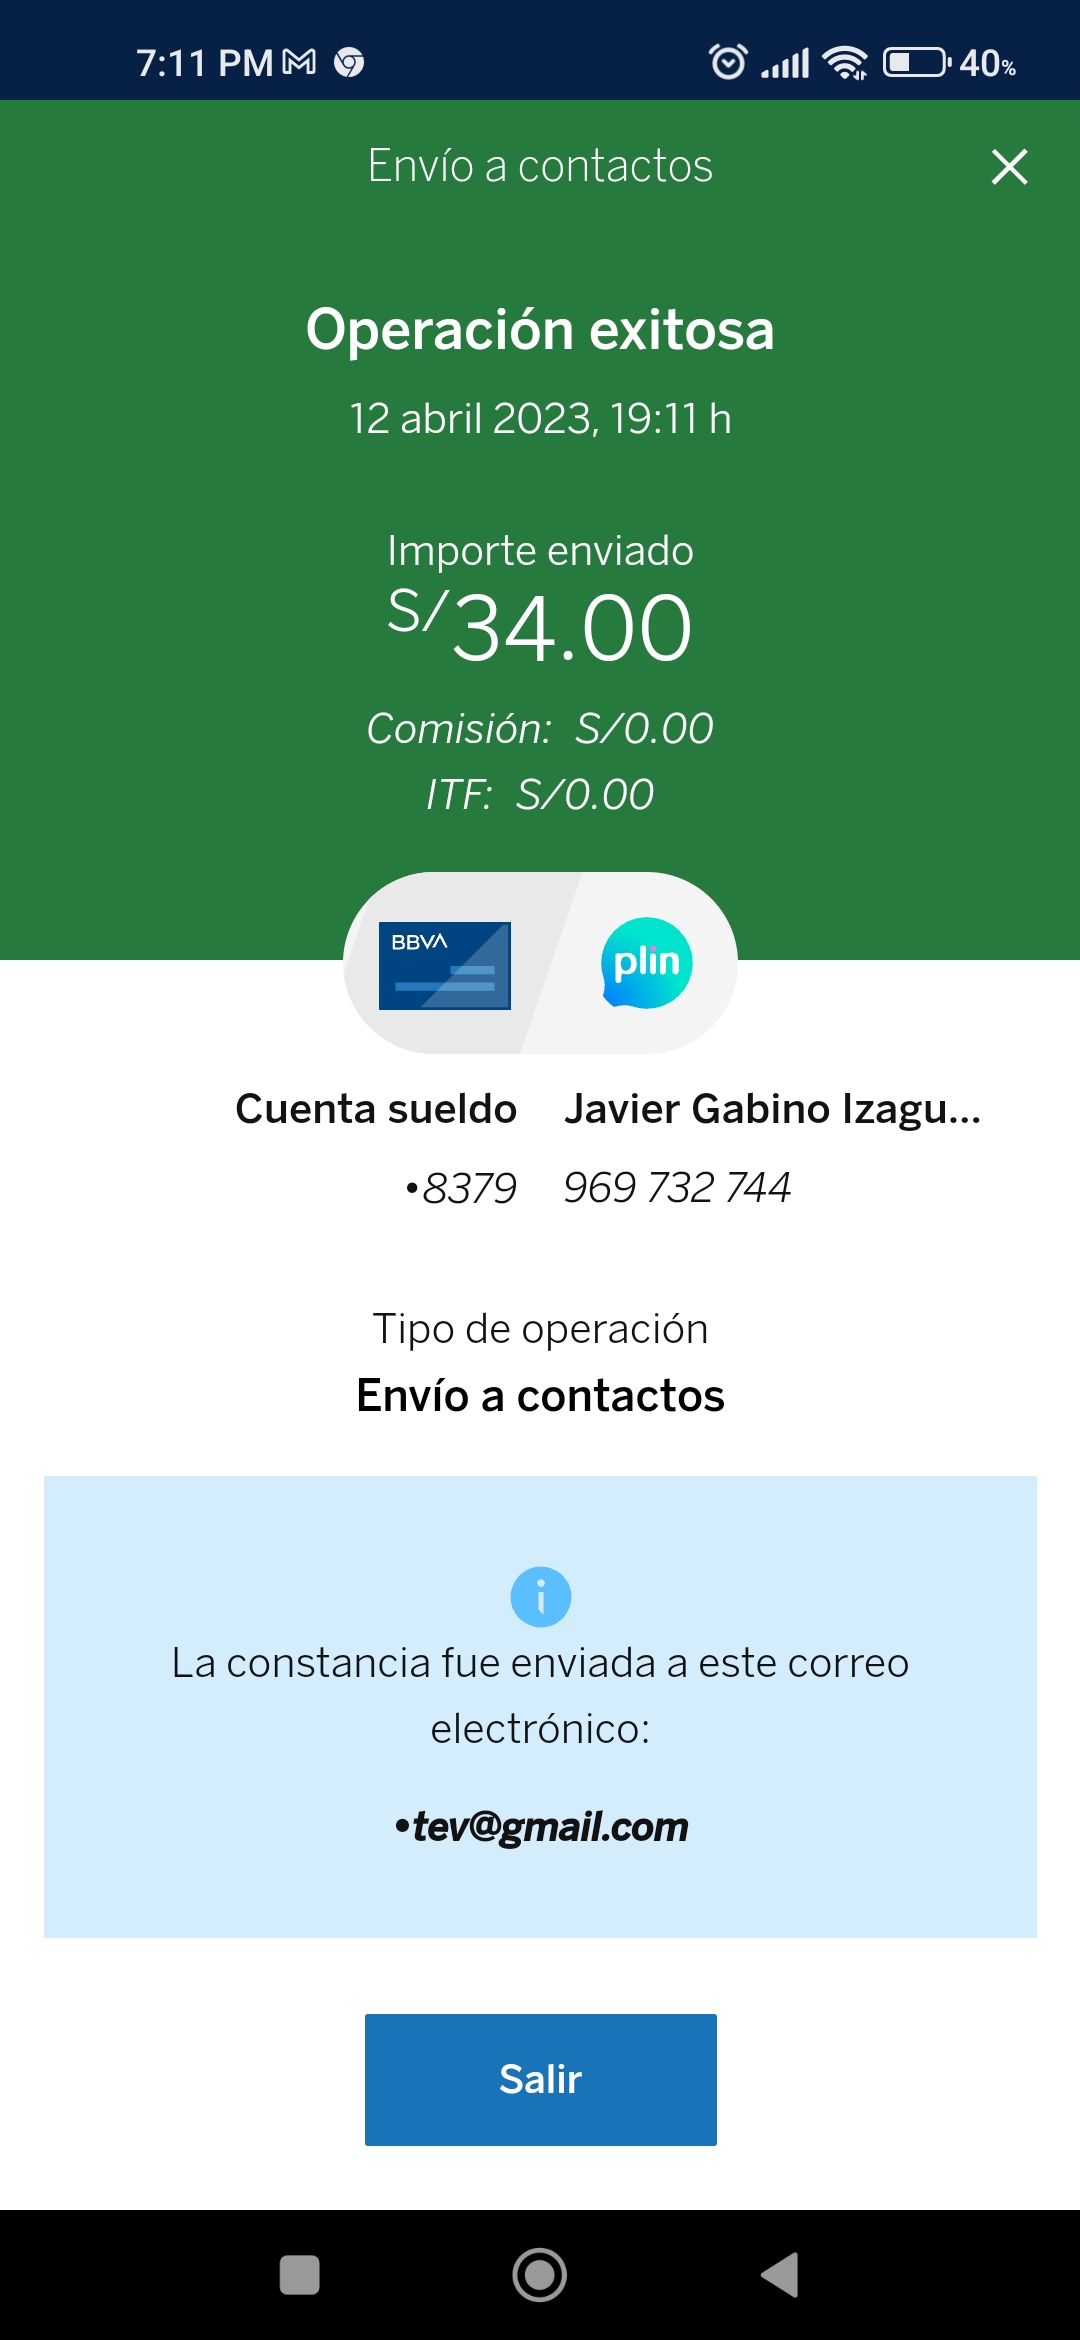 7:11 PM
40%
Envío a contactos
Operación exitosa
12 abril 2023, 19:11 h
Importe enviado
S/34.00
Comisión: S/0.00
ITF: S/0.00
BBVA
plin
Cuenta sueldo
Javier Gabino Izagu...
•8379
969 732 744
Tipo de operación
Envío a contactos
La constancia fue enviada a este correo
electrónico:
•tev@gmail.com
Salir